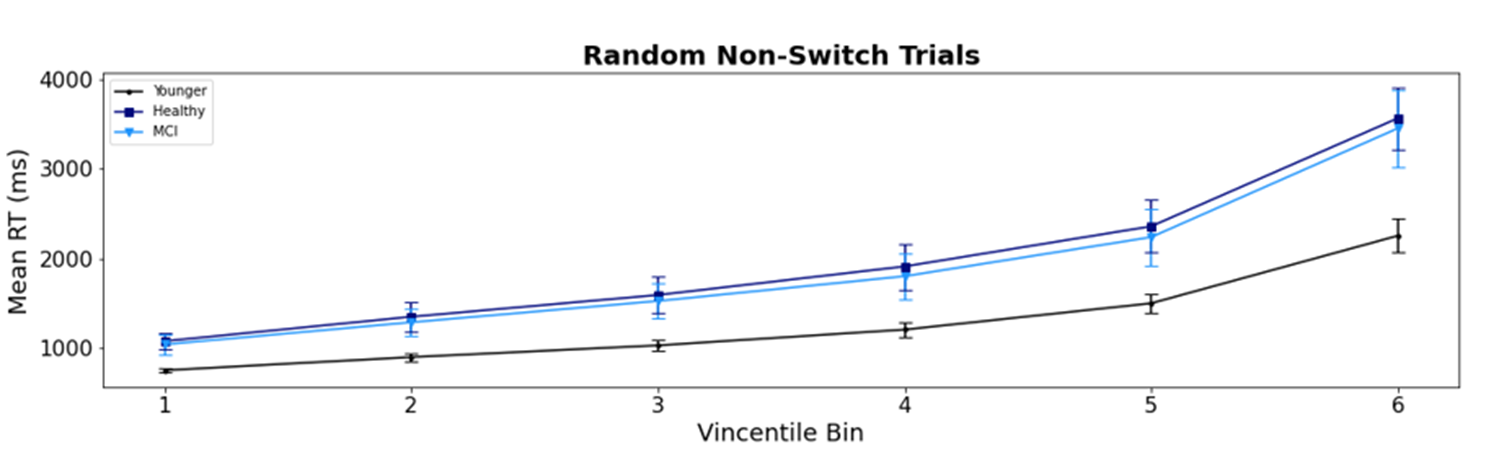 Random Non-Switch Trials
4000
3000
2000
1000
Mean RT (ms)
Younger
Healthy
MCI
1 2 3 4 5 6
Vincentile Bin